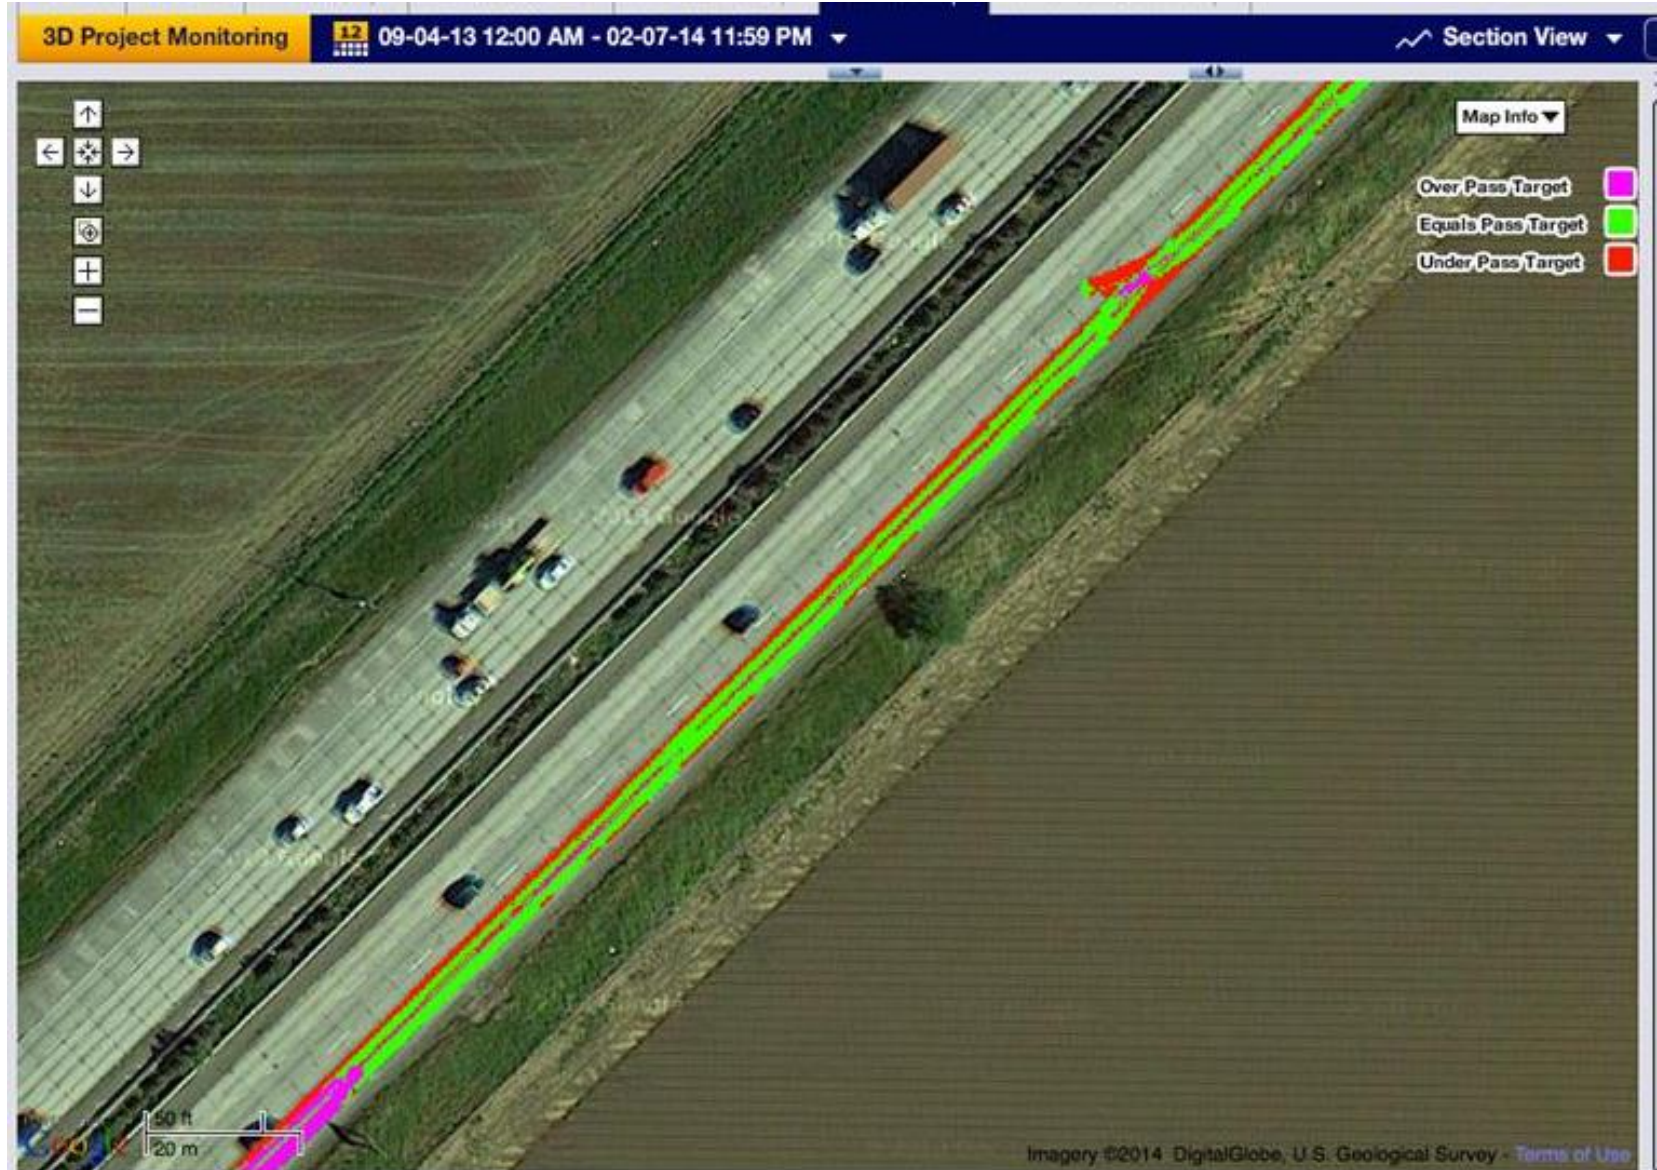 3D Project Monitoring
12
09-04-13 12:00 AM - 02-07-14 11:59 PM
Section View
Map Info
Over Pass Target
Equals Pass Target
Under Pass Target
50 ft
20 m
Google
Imagery ©2014 DigitalGlobe, U.S. Geological Survey - Terms of Use